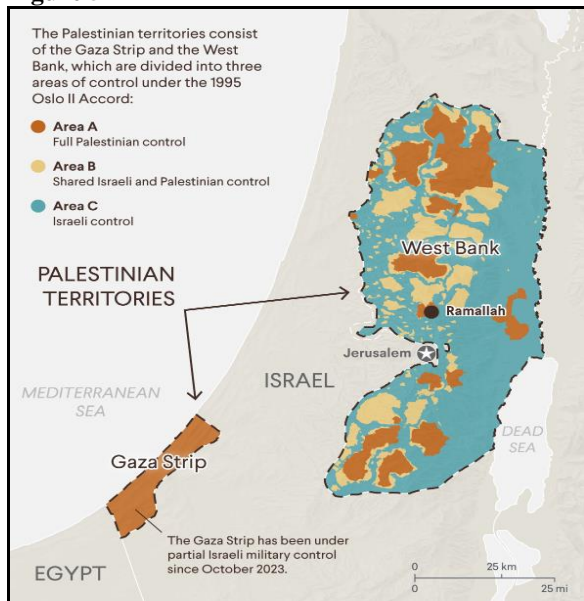 The Palestinian territories consist
of the Gaza Strip and the West
Bank, which are divided into three
areas of control under the 1995
Oslo II Accord:
Area A
Full Palestinian control
Area B
Shared Israeli and Palestinian control
Area C
Israeli control
PALESTINIAN
TERRITORIES
West Bank
Ramallah
Jerusalem
ISRAEL
MEDITERRANEAN
SEA
DEAD
SEA
Gaza Strip
The Gaza Strip has been under
partial Israeli military control
since October 2023.
EGYPT
0 25 km
0 25 mi